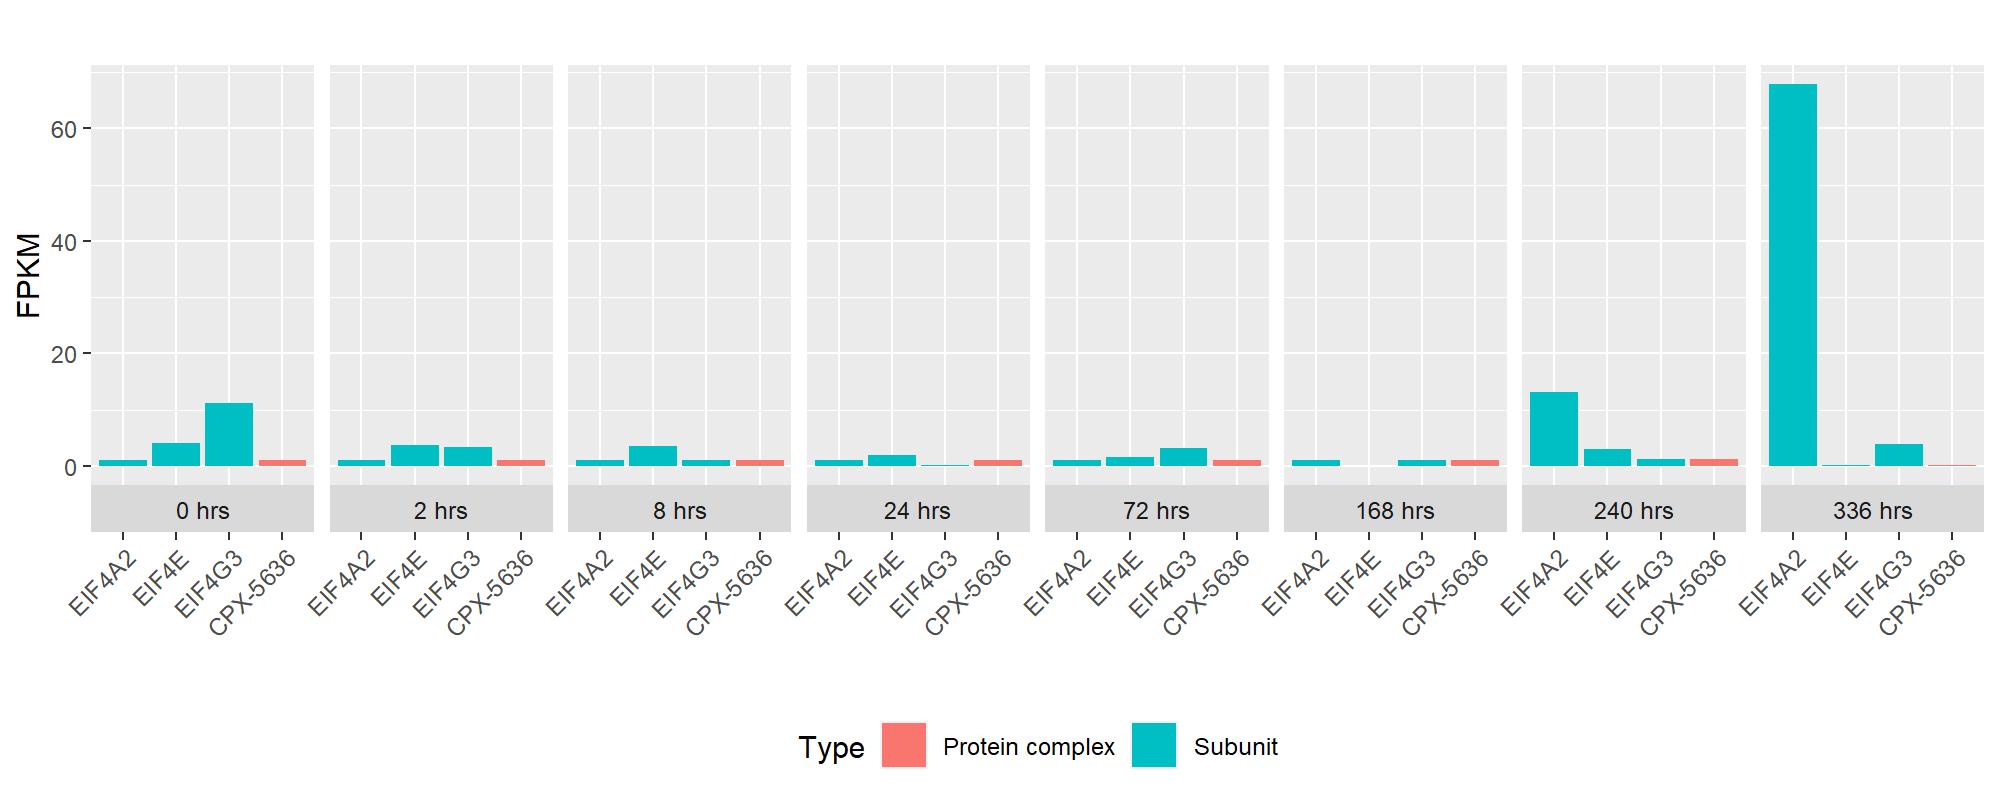 FPKM
60
40
20
0
0 hrs 2 hrs 8 hrs 24 hrs 72 hrs 168 hrs 240 hrs 336 hrs
EIF4A2 EIF4E EIF4G3 CPX-5636 EIF4A2 EIF4E EIF4G3 CPX-5636 EIF4A2 EIF4E EIF4G3 CPX-5636 EIF4A2 EIF4E EIF4G3 CPX-5636 EIF4A2 EIF4E EIF4G3 CPX-5636 EIF4A2 EIF4E EIF4G3 CPX-5636 EIF4A2 EIF4E EIF4G3 CPX-5636 EIF4A2 EIF4E EIF4G3 CPX-5636
Type Protein complex Subunit